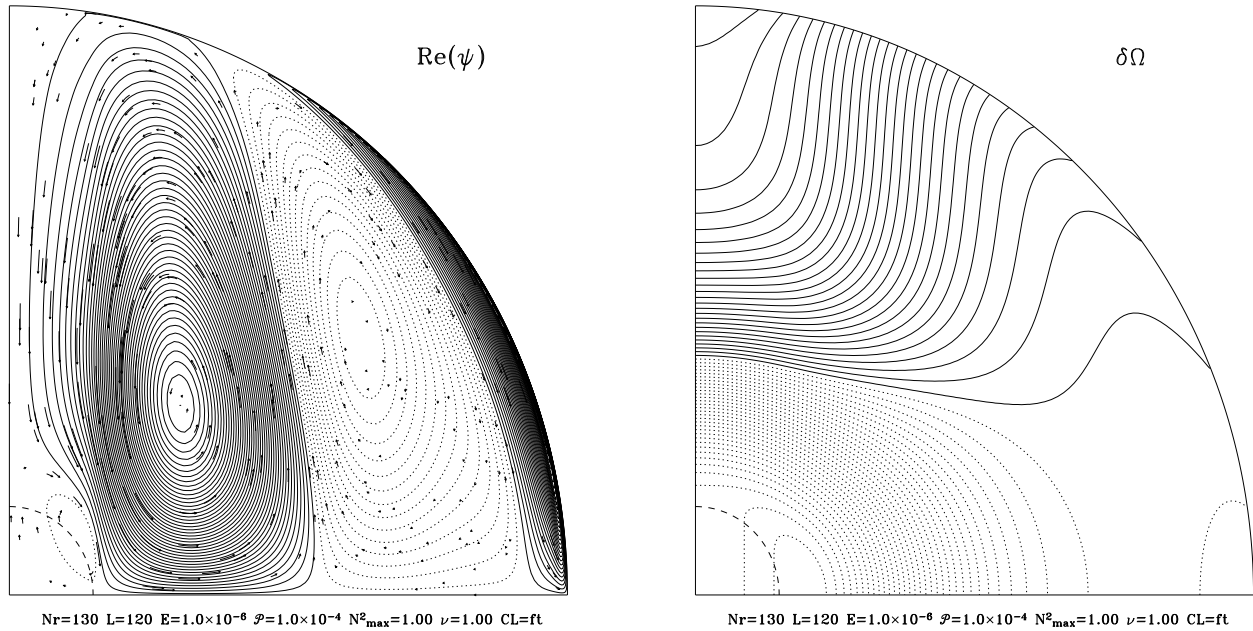 Re(ψ)
δΩ
Nr=130 L=120 E=1.0×10⁻⁶ 𝒫=1.0×10⁻⁴ N²max=1.00 ν=1.00 CL=ft
Nr=130 L=120 E=1.0×10⁻⁶ 𝒫=1.0×10⁻⁴ N²max=1.00 ν=1.00 CL=ft